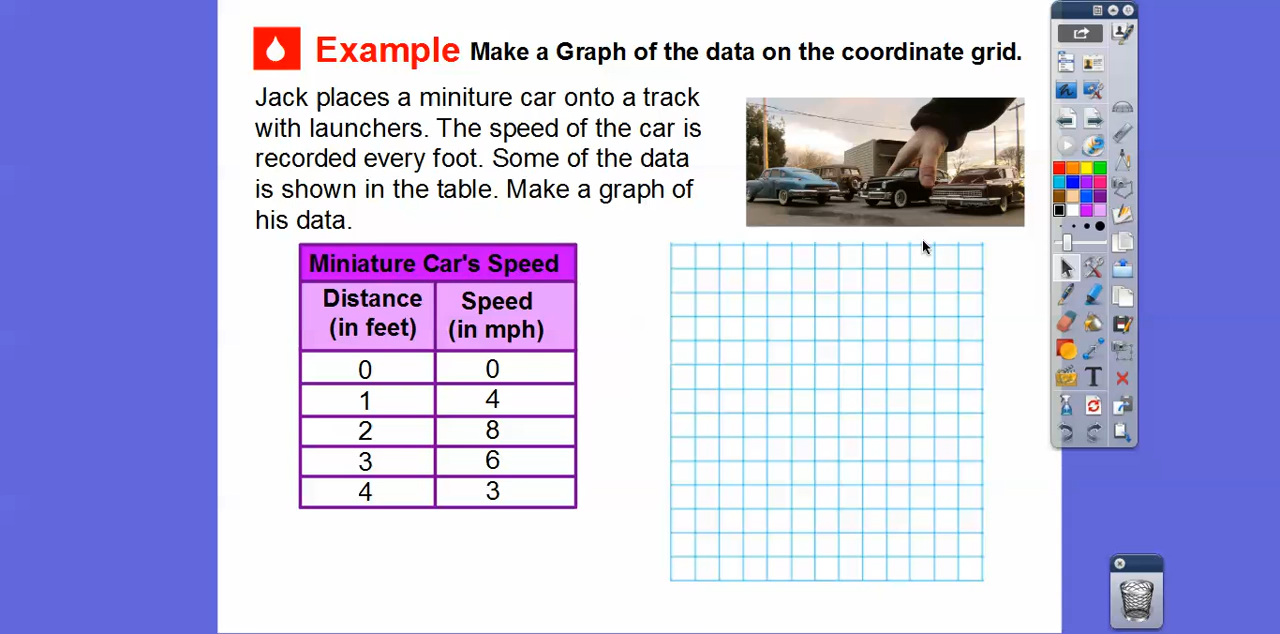 Example Make a Graph of the data on the coordinate grid.
Jack places a miniture car onto a track
with launchers. The speed of the car is
recorded every foot. Some of the data
is shown in the table. Make a graph of
his data.
Miniature Car's Speed
Distance Speed
(in feet) (in mph)
0 0
1 4
2 8
3 6
4 3
T